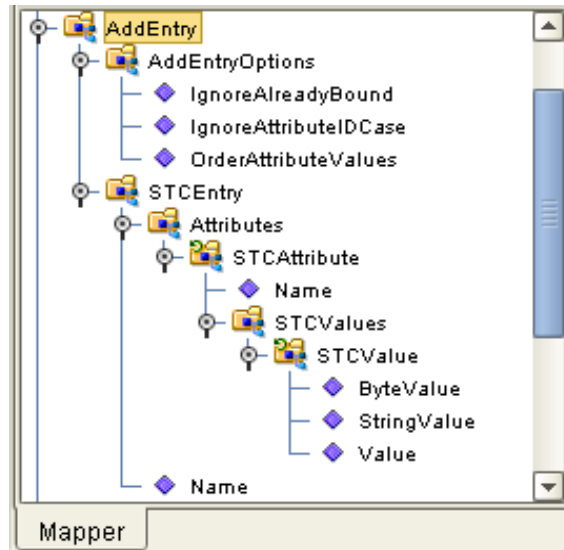 AddEntry
AddEntryOptions
IgnoreAlreadyBound
IgnoreAttributeIDCase
OrderAttributeValues
STCEntry
Attributes
STCAttribute
Name
STCValues
STCValue
ByteValue
StringValue
Value
Name
Mapper